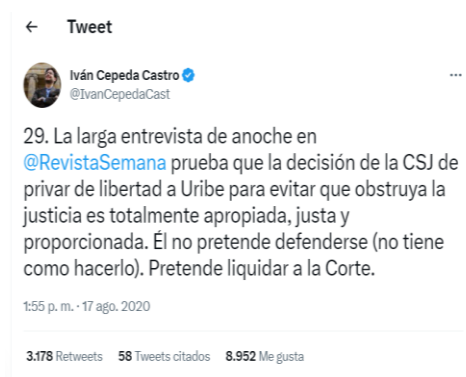 Tweet
Iván Cepeda Castro
@IvanCepedaCast
29. La larga entrevista de anoche en
@RevistaSemana prueba que la decisión de la CSJ de
privar de libertad a Uribe para evitar que obstruya la
justicia es totalmente apropiada, justa y
proporcionada. Él no pretende defenderse (no tiene
como hacerlo). Pretende liquidar a la Corte.
1:55 p. m. · 17 ago. 2020
3.178 Retweets 58 Tweets citados 8.952 Me gusta